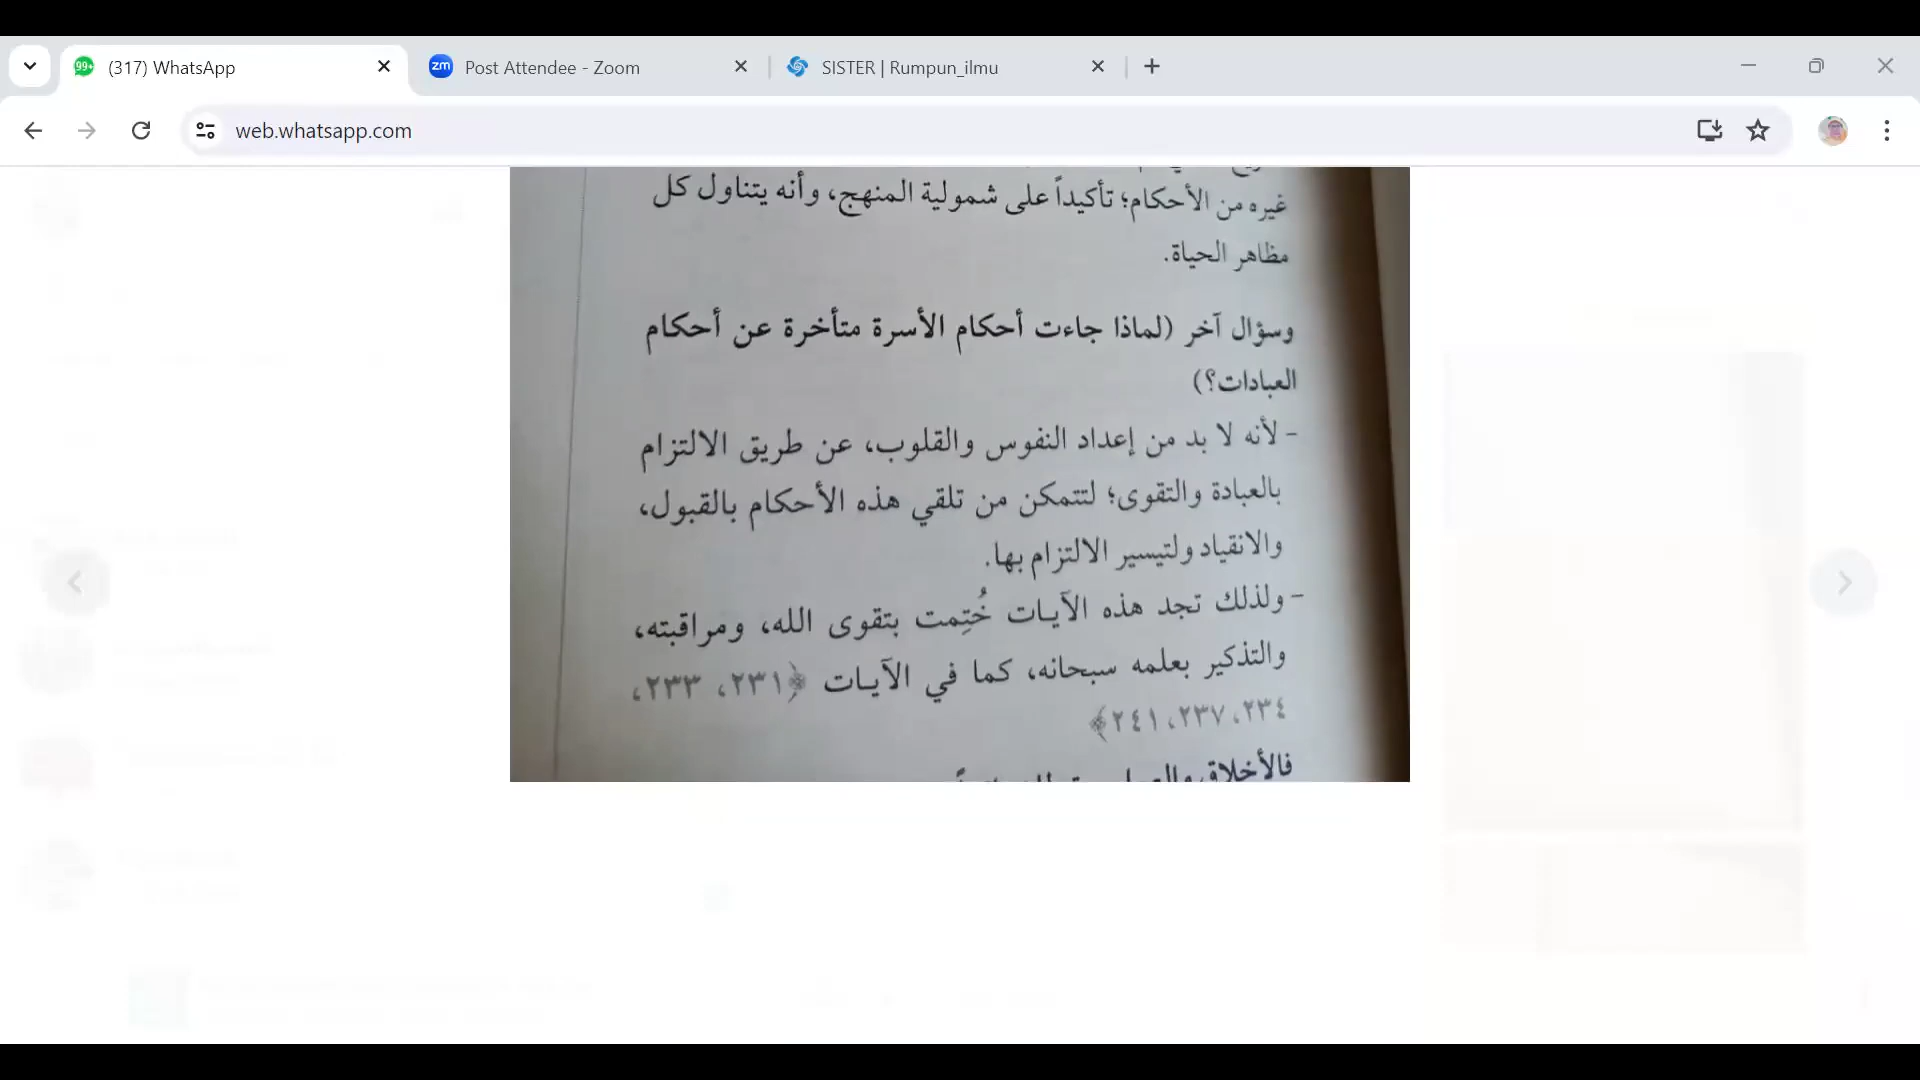 (317) WhatsApp
Post Attendee - Zoom
SISTER | Rumpun_ilmu
web.whatsapp.com
غيره من الأحكام؛ تأكيداً على شمولية المنهج، وأنه يتناول كل
مظاهر الحياة.
وسؤال آخر (لماذا جاءت أحكام الأسرة متأخرة عن أحكام
العبادات؟)
- لأنه لا بد من إعداد النفوس والقلوب، عن طريق الالتزام
بالعبادة والتقوى؛ لتتمكن من تلقي هذه الأحكام بالقبول،
والانقياد ولتيسير الالتزام بها.
- ولذلك تجد هذه الآيات خُتِمت بتقوى الله، ومراقبته،
والتذكير بعلمه سبحانه، كما في الآيات ﴿٢٣١، ٢٣٣،
٢٣٤، ٢٣٧، ٢٤١﴾
فالأخلاق